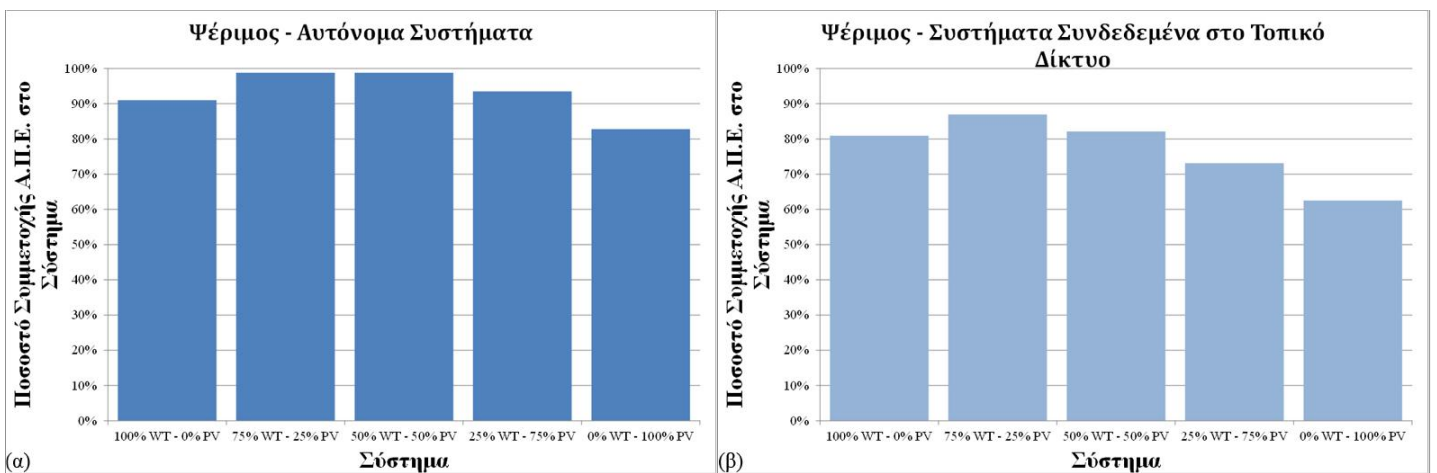 Ψέριμος - Αυτόνομα Συστήματα
Ποσοστό Συμμετοχής Α.Π.Ε. στο
Σύστημα
100%
90%
80%
70%
60%
50%
40%
30%
20%
10%
0%
100% WT - 0% PV
75% WT - 25% PV
50% WT - 50% PV
25% WT - 75% PV
0% WT - 100% PV
Σύστημα
(α)
Ψέριμος - Συστήματα Συνδεδεμένα στο Τοπικό
Δίκτυο
Ποσοστό Συμμετοχής Α.Π.Ε. στο
Σύστημα
100%
90%
80%
70%
60%
50%
40%
30%
20%
10%
0%
100% WT - 0% PV
75% WT - 25% PV
50% WT - 50% PV
25% WT - 75% PV
0% WT - 100% PV
Σύστημα
(β)